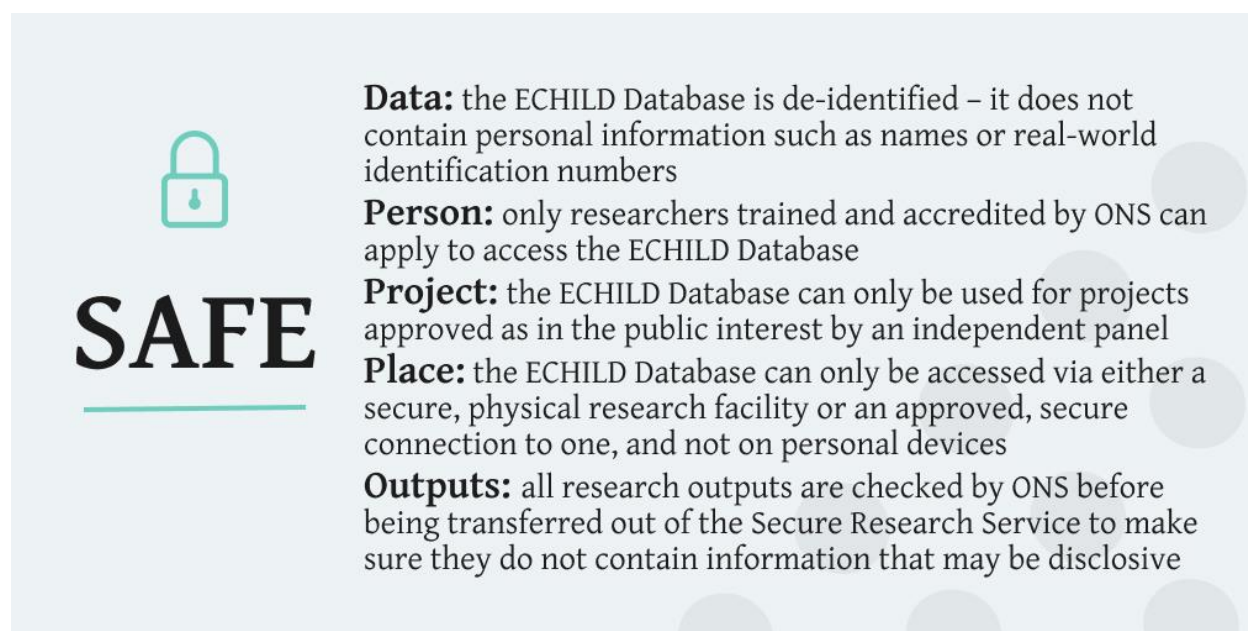 SAFE
Data: the ECHILD Database is de-identified – it does not
contain personal information such as names or real-world
identification numbers
Person: only researchers trained and accredited by ONS can
apply to access the ECHILD Database
Project: the ECHILD Database can only be used for projects
approved as in the public interest by an independent panel
Place: the ECHILD Database can only be accessed via either a
secure, physical research facility or an approved, secure
connection to one, and not on personal devices
Outputs: all research outputs are checked by ONS before
being transferred out of the Secure Research Service to make
sure they do not contain information that may be disclosive